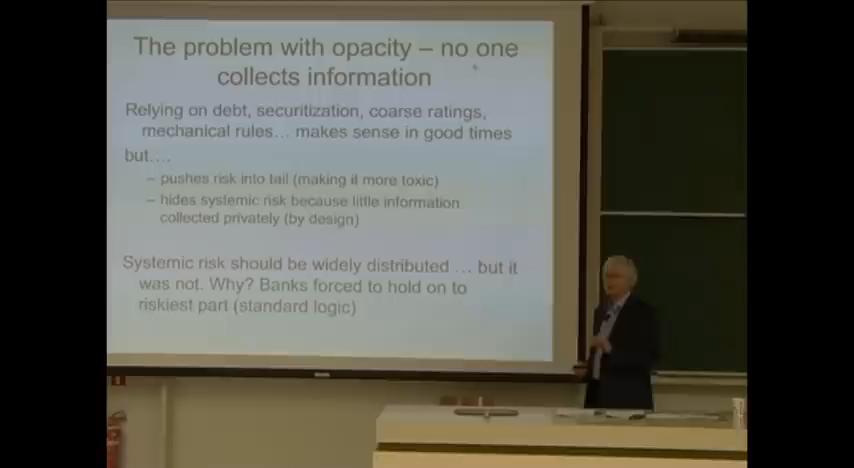 The problem with opacity – no one
collects information
Relying on debt, securitization, coarse ratings,
mechanical rules… makes sense in good times
but….
– pushes risk into tail (making it more toxic)
– hides systemic risk because little information
collected privately (by design)
Systemic risk should be widely distributed … but it
was not. Why? Banks forced to hold on to
riskiest part (standard logic)